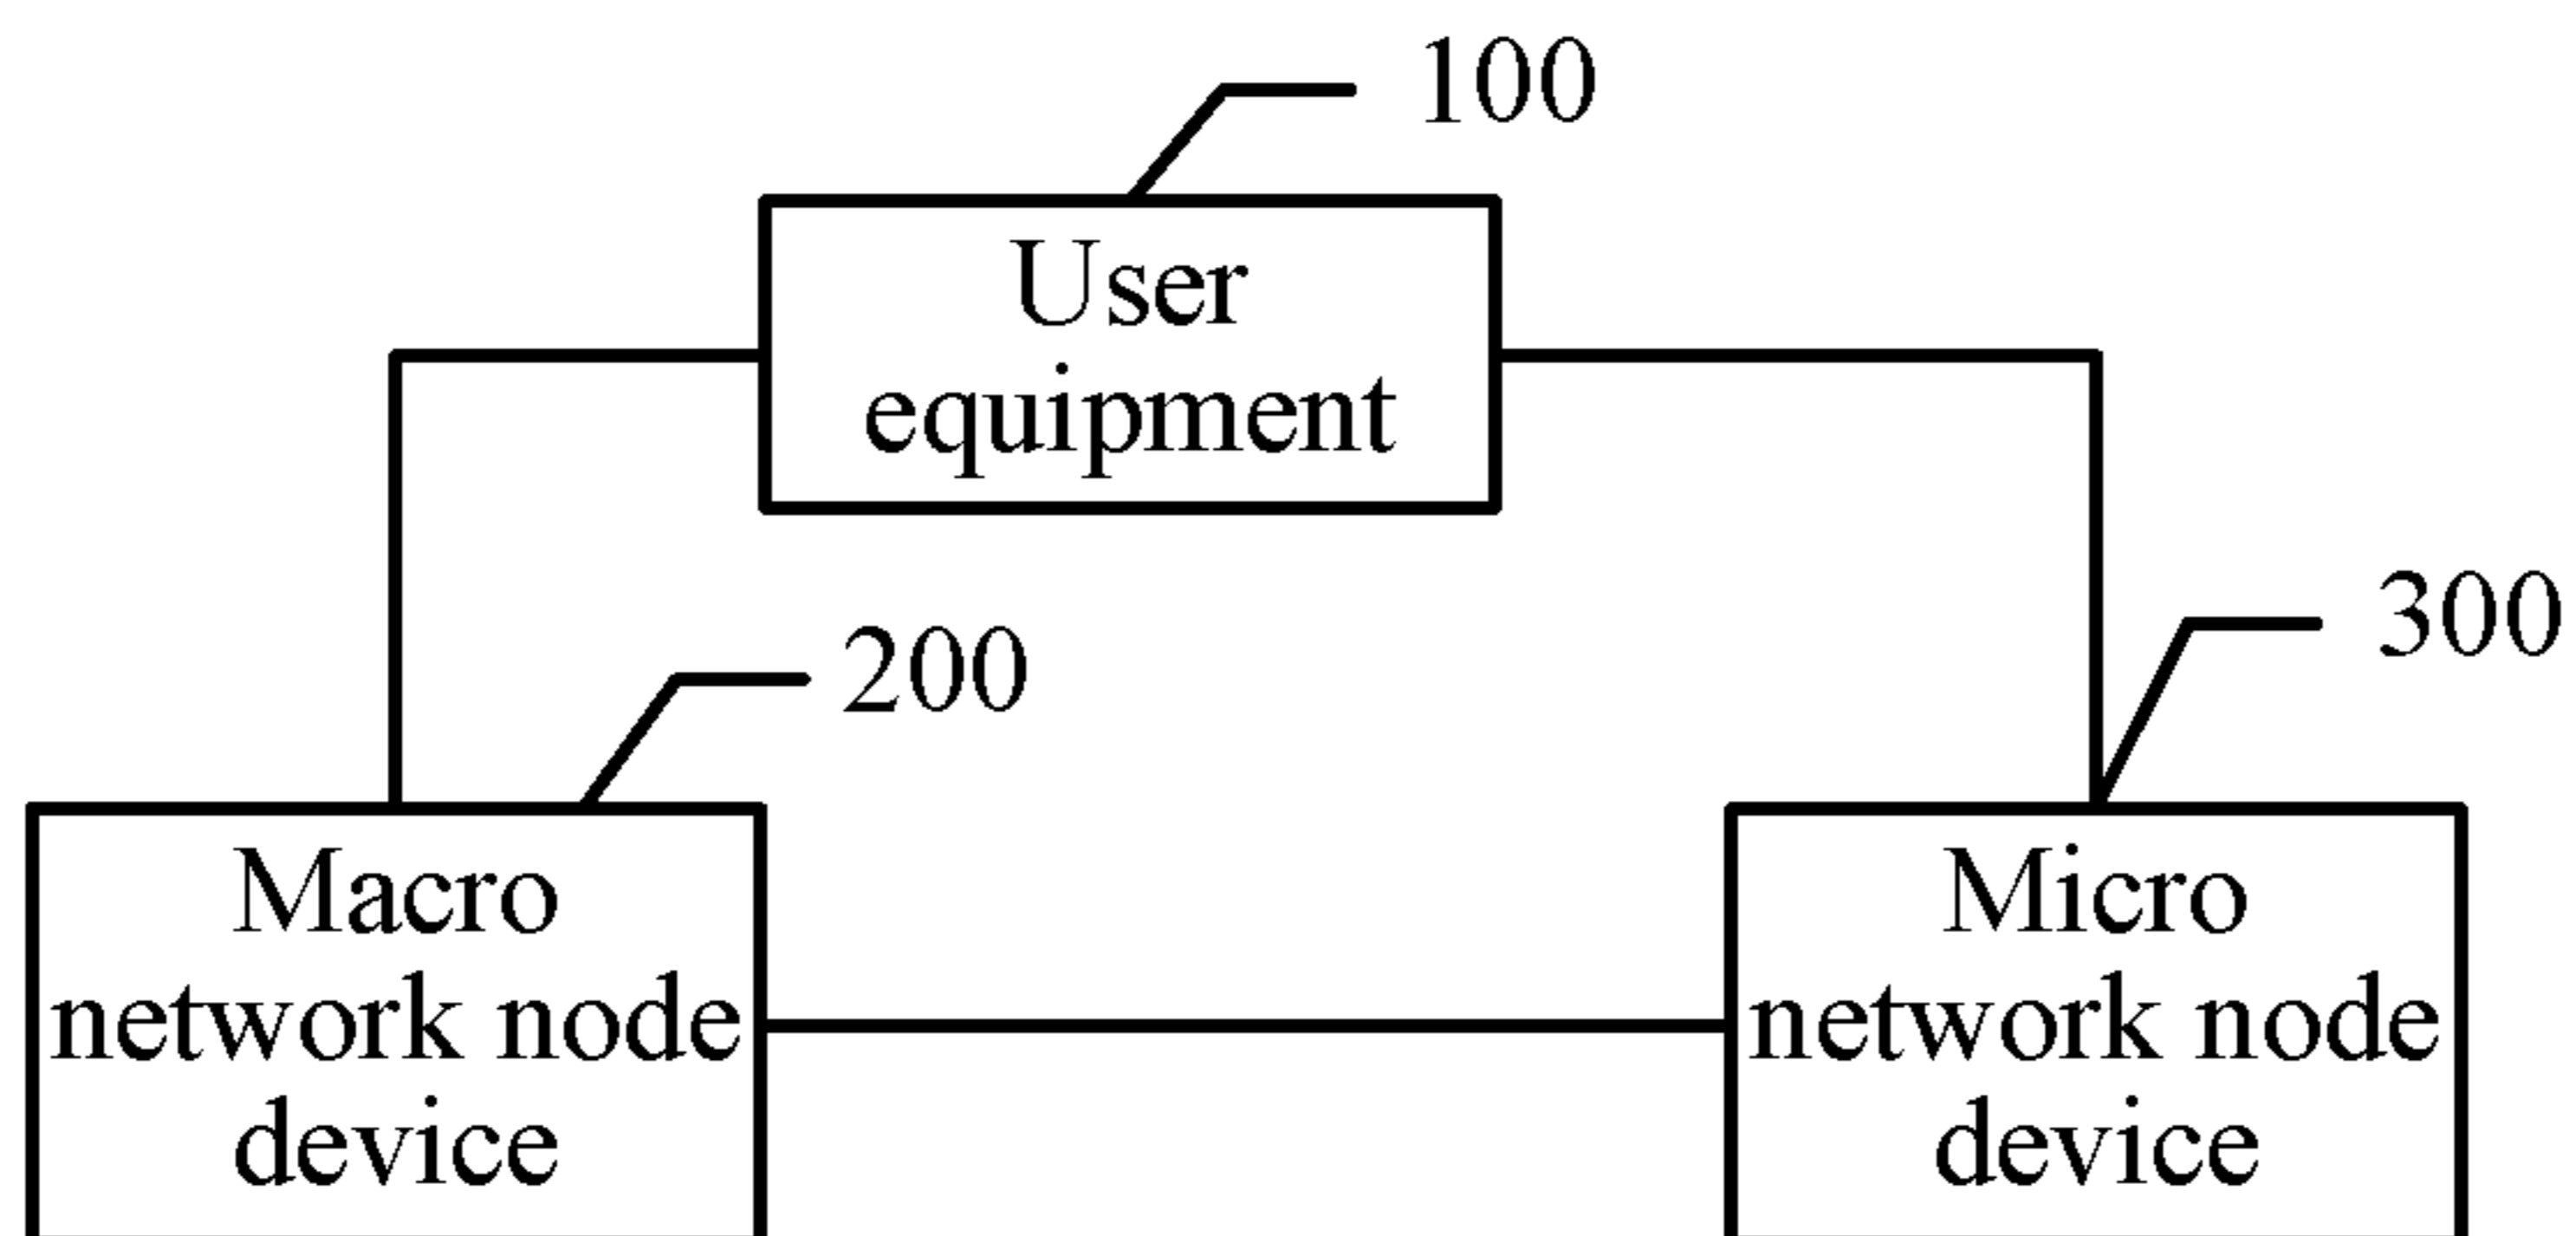 100
User
equipment
200
300
Macro
network node
device
Micro
network node
device